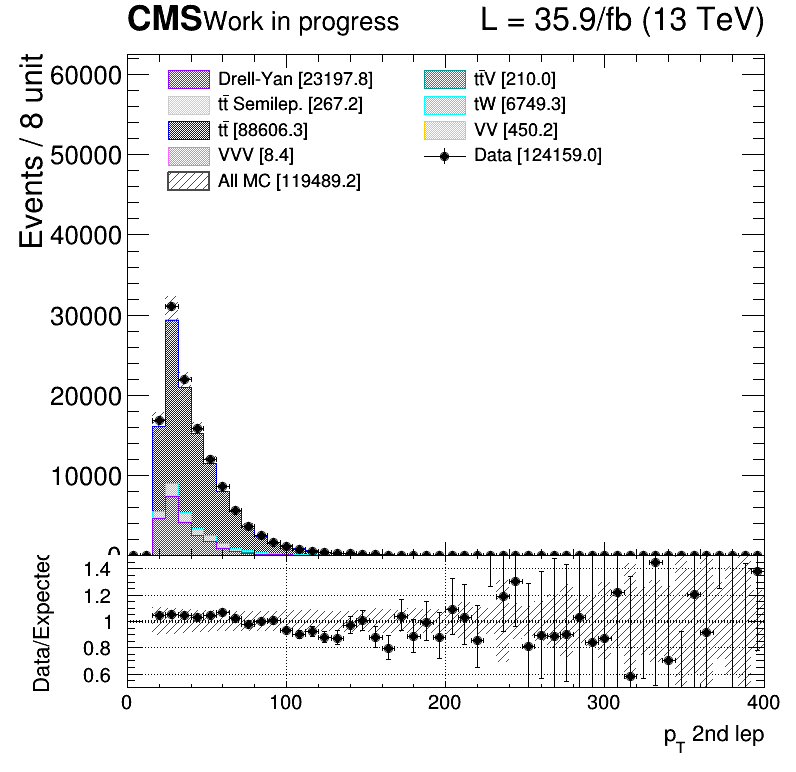 CMS Work in progress L = 35.9/fb (13 TeV)
Events / 8 unit
60000
50000
40000
30000
20000
10000
0
Drell-Yan [23197.8]
tt̄ Semilep. [267.2]
tt̄ [88606.3]
VVV [8.4]
All MC [119489.2]
tt̄V [210.0]
tW [6749.3]
VV [450.2]
Data [124159.0]
Data/Expected
1.4
1.2
1
0.8
0.6
0 100 200 300 400
p_T 2nd lep